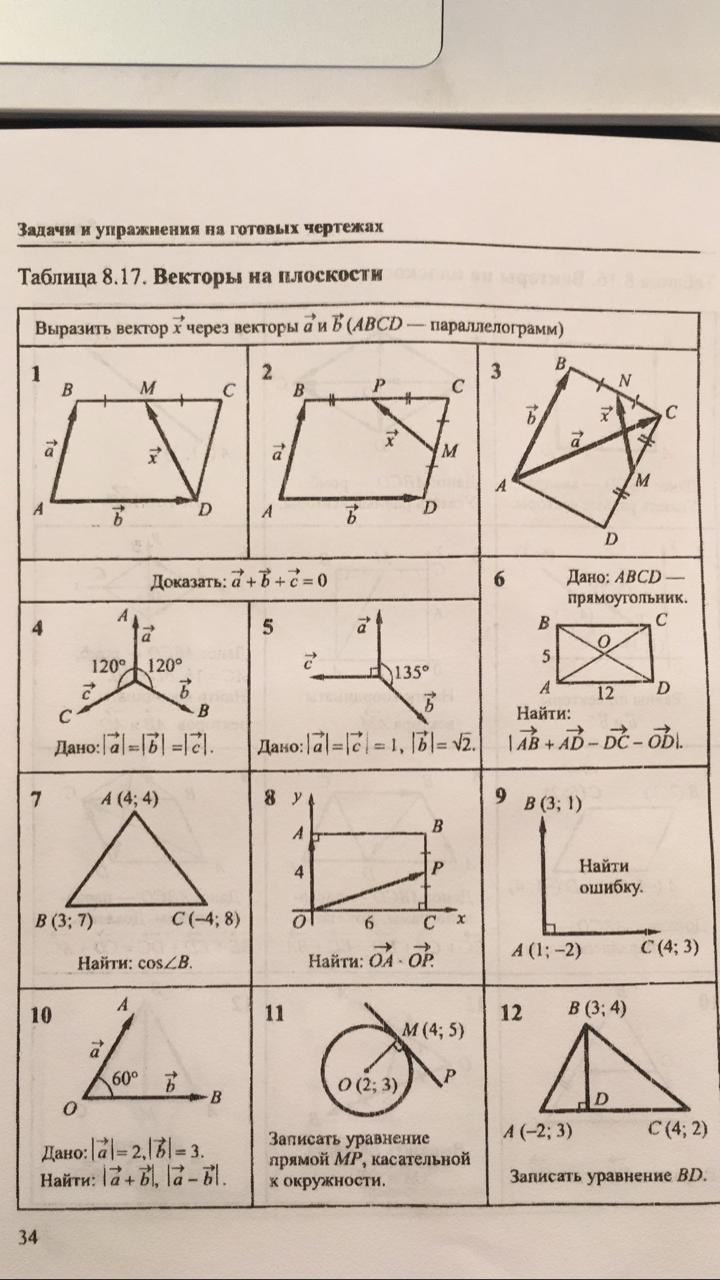 Задачи и упражнения на готовых чертежах
Таблица 8.17. Векторы на плоскости
Выразить вектор x⃗ через векторы a⃗ и b⃗ (ABCD — параллелограмм)
1
B M C
a⃗ x⃗
A b⃗ D
2
B P C
a⃗ x⃗ M
A b⃗ D
3
B
N
b⃗ x⃗ C
a⃗
A M
D
Доказать: a⃗ + b⃗ + c⃗ = 0
4
A
a⃗
120° 120°
c⃗ b⃗
C B
Дано: |a⃗| = |b⃗| = |c⃗|.
5
a⃗
c⃗ 135°
b⃗
Дано: |a⃗| = |c⃗| = 1, |b⃗| = √2.
6 Дано: ABCD —
прямоугольник.
B C
O
5
A 12 D
Найти:
|AB⃗ + AD⃗ − DC⃗ − OD⃗|.
7
A (4; 4)
B (3; 7) C (−4; 8)
Найти: cos∠B.
8 y
A B
4 P
O 6 C x
Найти: OA⃗ · OP⃗.
9
B (3; 1)
Найти
ошибку.
A (1; −2) C (4; 3)
10
A
a⃗
60° b⃗
O B
Дано: |a⃗| = 2, |b⃗| = 3.
Найти: |a⃗ + b⃗|, |a⃗ − b⃗|.
11
M (4; 5)
O (2; 3) P
Записать уравнение
прямой MP, касательной
к окружности.
12 B (3; 4)
D
A (−2; 3) C (4; 2)
Записать уравнение BD.
34